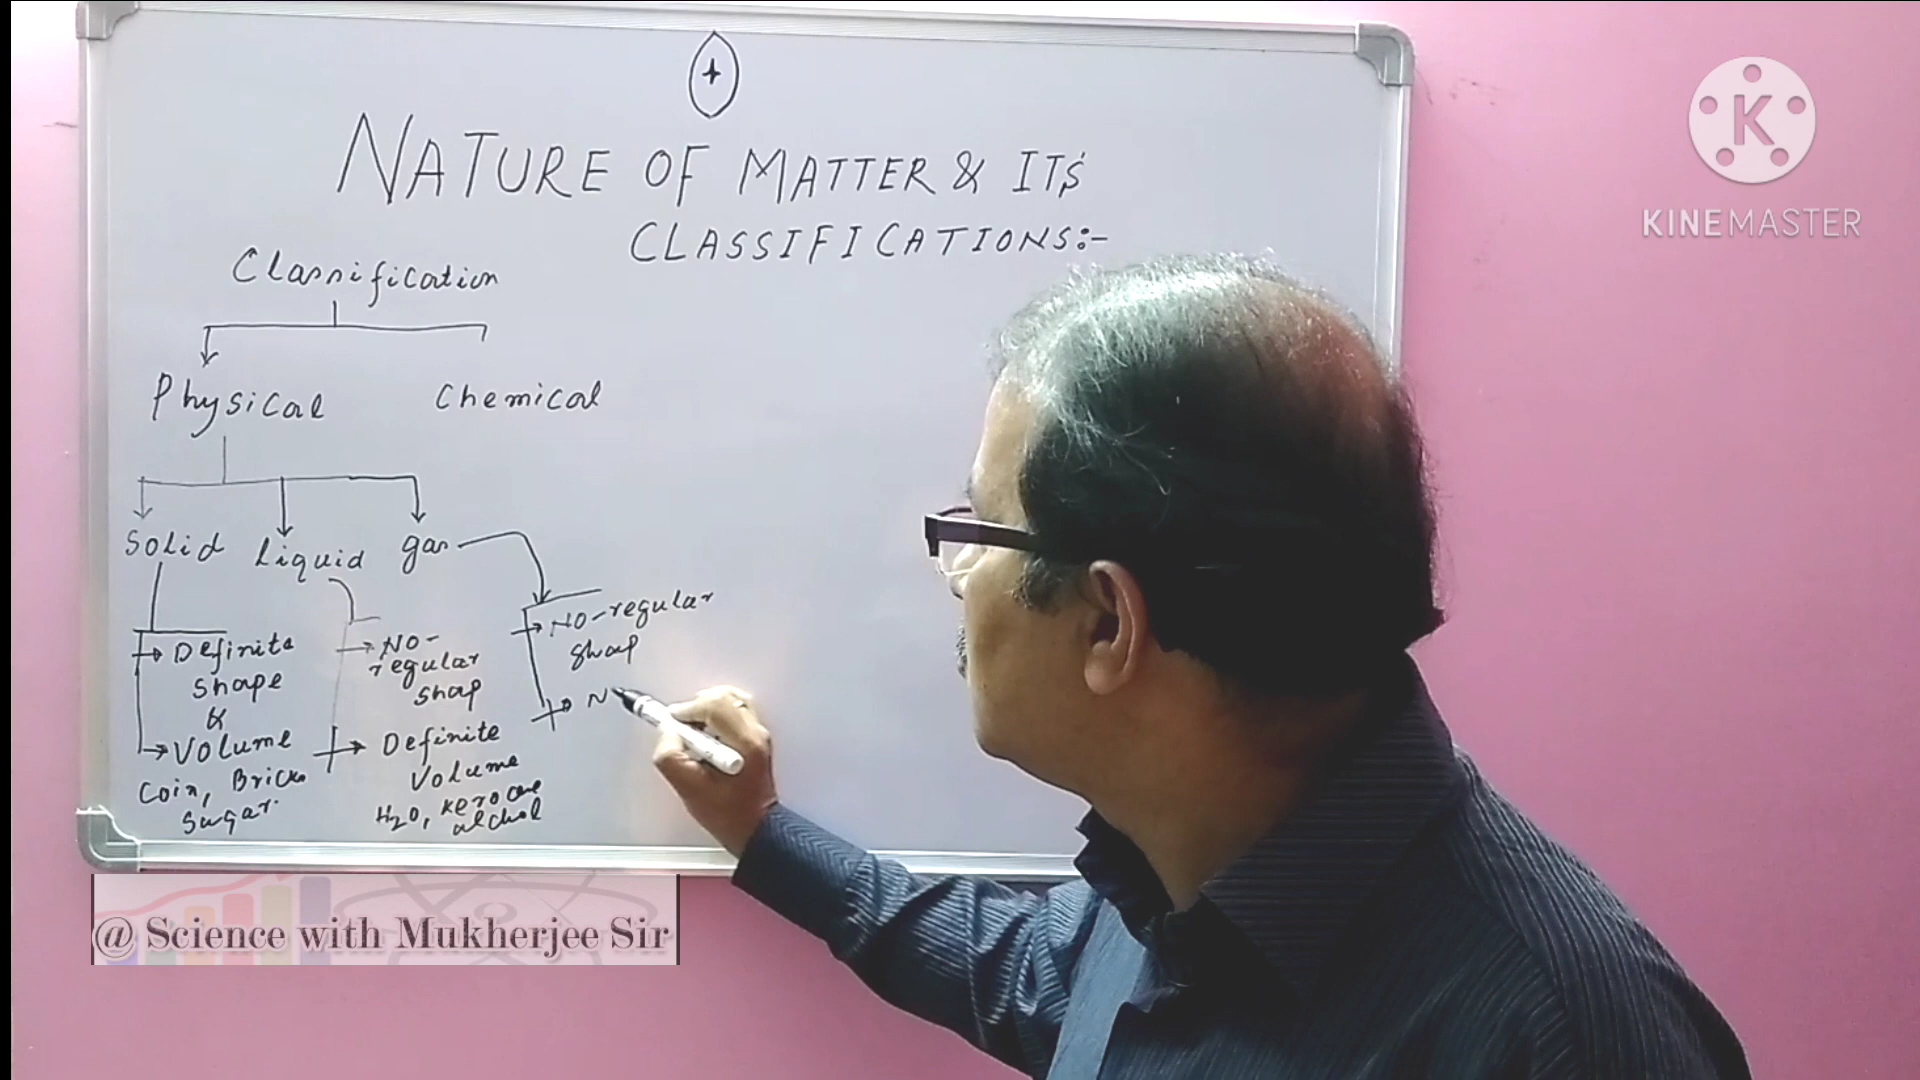 NATURE OF MATTER & ITS
CLASSIFICATIONS:-
Classification
Physical
Chemical
Solid
Liquid
gas
Definite
shape
&
Volume
Coin, Bricks
Sugar.
NO-
regular
shap
Definite
Volume
H2O, Kerosene
alchol
NO-regular
shap
N
K
KINEMASTER
@ Science with Mukherjee Sir